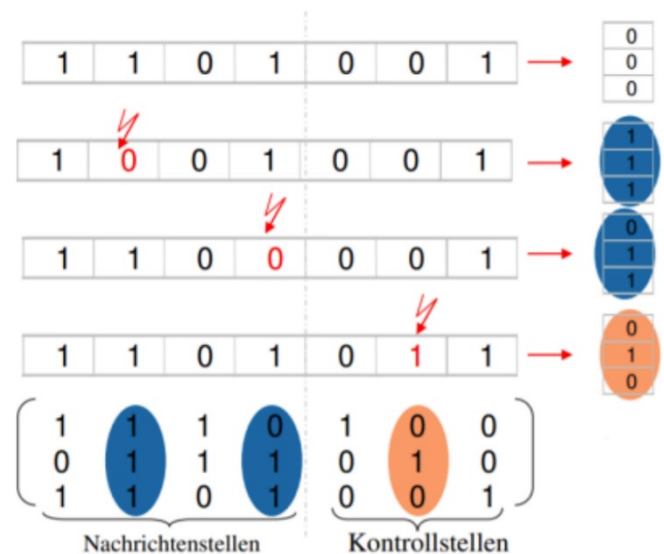 1 1 0 1 0 0 1 0 0 0
1 0 0 1 0 0 1 1 1 1
1 1 0 0 0 0 1 0 1 1
1 1 0 1 0 1 1 0 1 0
1 1 1 0 1 0 0
0 1 1 1 0 1 0
1 1 0 1 0 0 1
Nachrichtenstellen Kontrollstellen